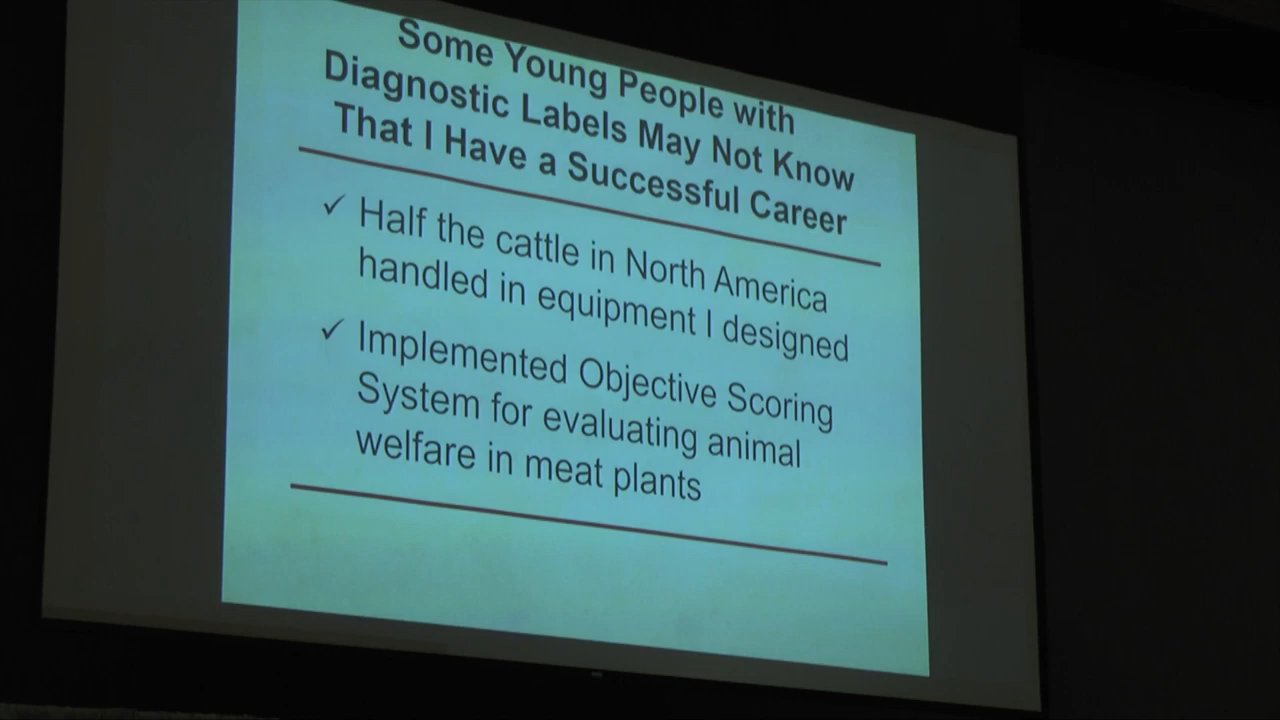 Some Young People with
Diagnostic Labels May Not Know
That I Have a Successful Career
✓ Half the cattle in North America
handled in equipment I designed
✓ Implemented Objective Scoring
System for evaluating animal
welfare in meat plants